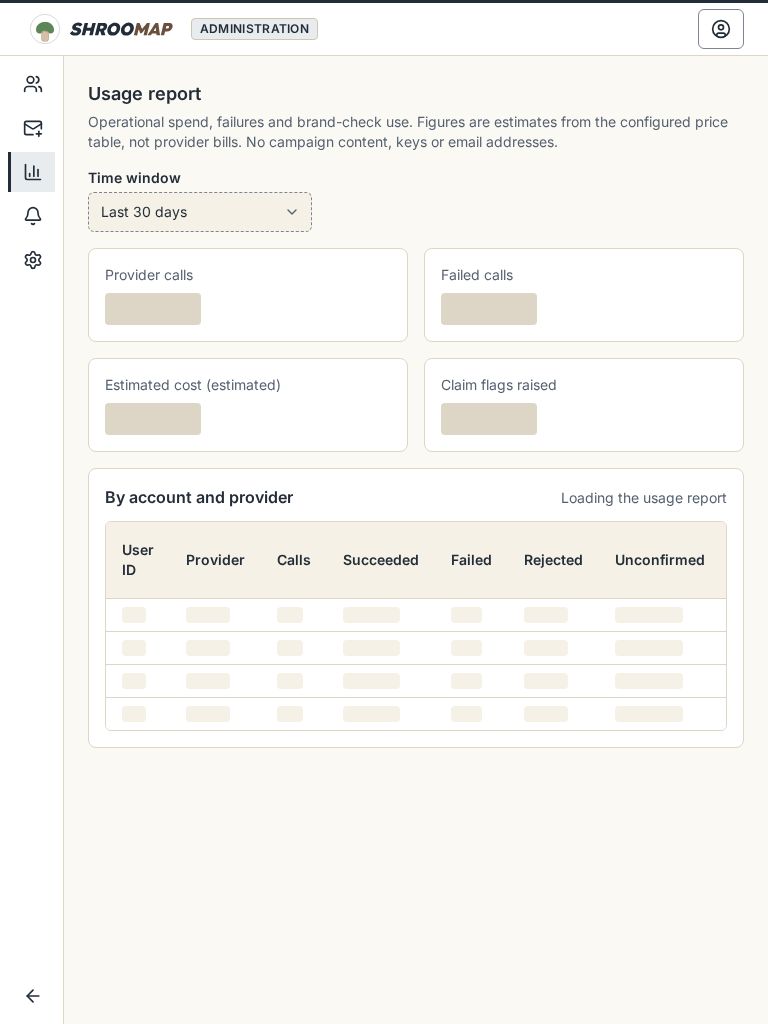 SHROOMAP
ADMINISTRATION
Usage report
Operational spend, failures and brand-check use. Figures are estimates from the configured price
table, not provider bills. No campaign content, keys or email addresses.
Time window
Last 30 days
Provider calls
Failed calls
Estimated cost (estimated)
Claim flags raised
By account and provider
Loading the usage report
User
ID
Provider
Calls
Succeeded
Failed
Rejected
Unconfirmed